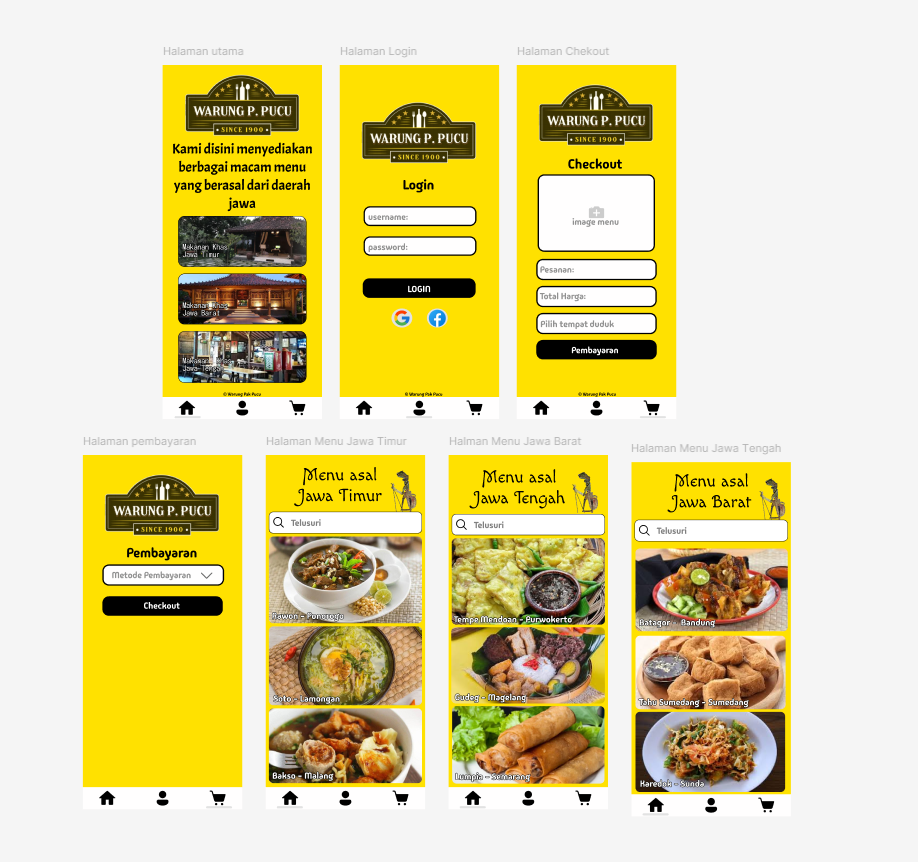 Halaman utama
WARUNG P. PUCU
• SINCE 1900 •
Kami disini menyediakan
berbagai macam menu
yang berasal dari daerah
jawa
Makanan Khas
Jawa Timur
Makanan Khas
Jawa Barat
Makanan Khas
Jawa Tengah
© Warung Pak Pucu
Halaman Login
WARUNG P. PUCU
• SINCE 1900 •
Login
username:
password:
LOGIN
© Warung Pak Pucu
Halaman Chekout
WARUNG P. PUCU
• SINCE 1900 •
Checkout
image menu
Pesanan:
Total Harga:
Pilih tempat duduk
Pembayaran
© Warung Pak Pucu
Halaman pembayaran
WARUNG P. PUCU
• SINCE 1900 •
Pembayaran
Metode Pembayaran
Checkout
Halaman Menu Jawa Timur
Menu asal
Jawa Timur
Telusuri
Rawon - Ponorogo
Soto - Lamongan
Bakso - Malang
Halman Menu Jawa Barat
Menu asal
Jawa Tengah
Telusuri
Tempe Mendoan - Purwokerto
Gudeg - Magelang
Lumpia - Semarang
Halaman Menu Jawa Tengah
Menu asal
Jawa Barat
Telusuri
Batagor - Bandung
Tahu Sumedang - Sumedang
Karedok - Sunda